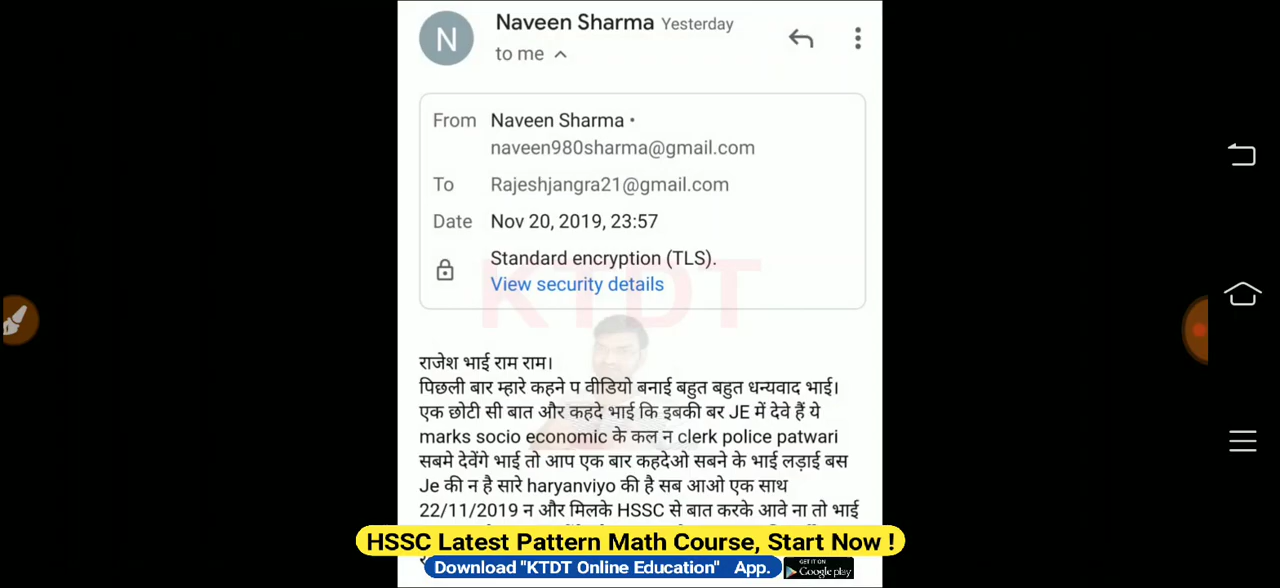 N
Naveen Sharma Yesterday
to me
From Naveen Sharma •
naveen980sharma@gmail.com
To Rajeshjangra21@gmail.com
Date Nov 20, 2019, 23:57
Standard encryption (TLS).
View security details
KTDT
राजेश भाई राम राम।
पिछली बार म्हारे कहने प वीडियो बनाई बहुत बहुत धन्यवाद भाई।
एक छोटी सी बात और कहदे भाई कि इबकी बर JE में देवे हैं ये
marks socio economic के कल न clerk police patwari
सबमे देवेंगे भाई तो आप एक बार कहदेओ सबने के भाई लड़ाई बस
Je की न है सारे haryanviyo की है सब आओ एक साथ
22/11/2019 न और मिलके HSSC से बात करके आवे ना तो भाई
HSSC Latest Pattern Math Course, Start Now !
Download "KTDT Online Education" App.
GET IT ON
Google play